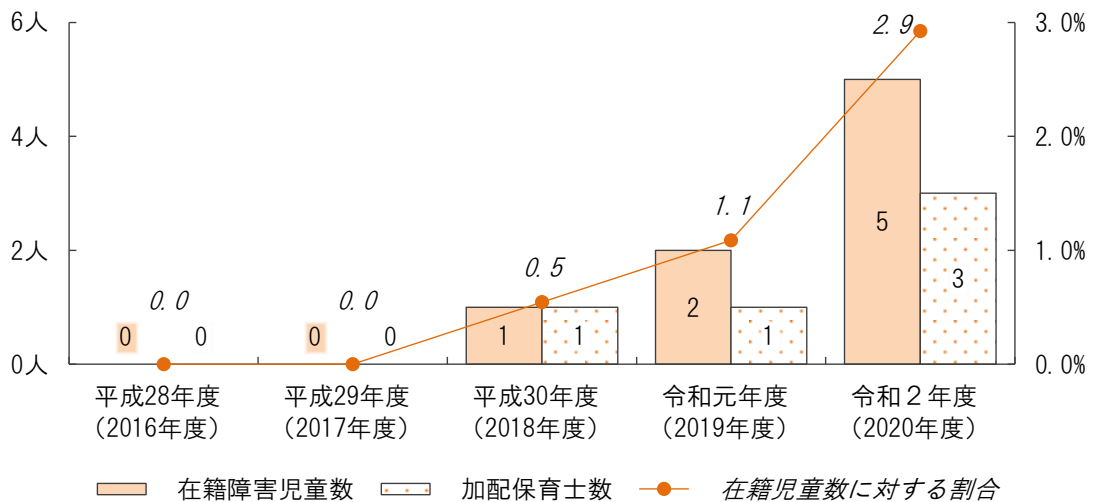 6人
4人
2人
0人
3.0%
2.0%
1.0%
0.0%
0.0
0.0
0.5
1.1
2.9
0
0
0
0
1
1
2
1
5
3
平成28年度
（2016年度）
平成29年度
（2017年度）
平成30年度
（2018年度）
令和元年度
（2019年度）
令和２年度
（2020年度）
在籍障害児童数
加配保育士数
在籍児童数に対する割合